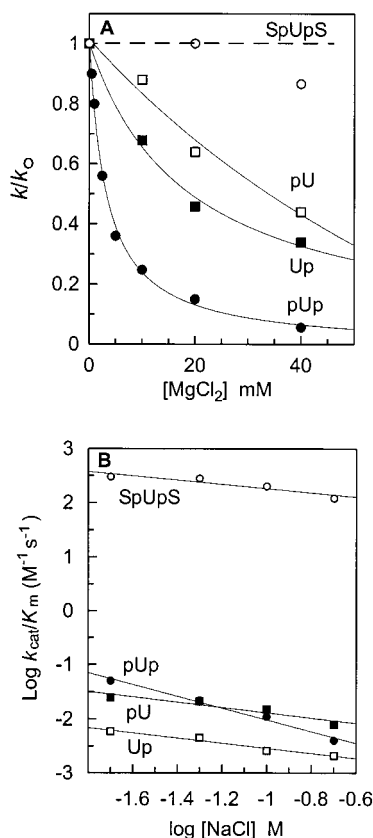 A
SpUpS
1
0.8
0.6
0.4
0.2
0
k/kO
pU
Up
pUp
0 20 40
[MgCl2] mM
B
3
2
1
0
-1
-2
-3
Log kcat/Km (M-1 s-1)
SpUpS
pUp
pU
Up
-1.6 -1.4 -1.2 -1 -0.8 -0.6
log [NaCl] M